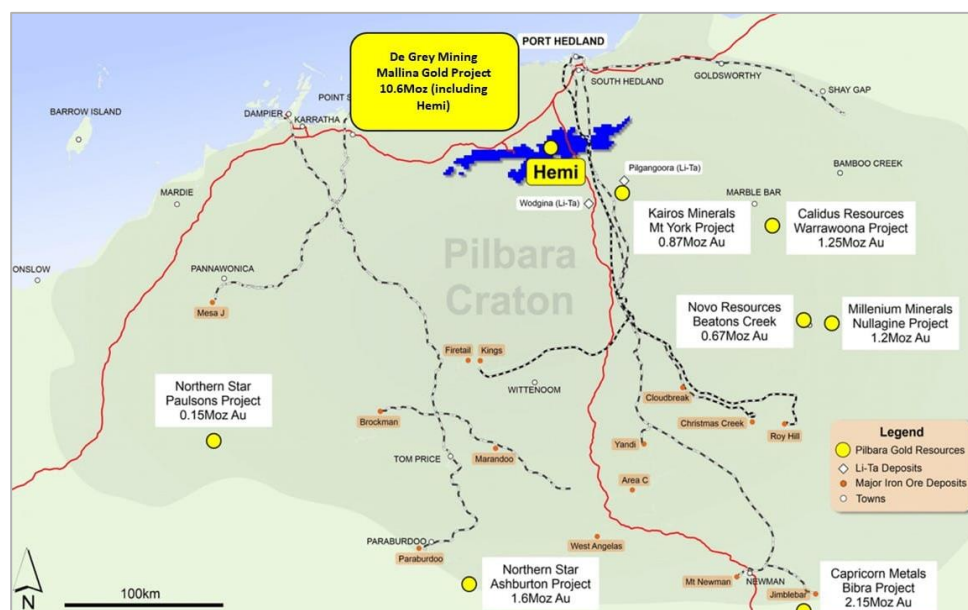 De Grey Mining
Mallina Gold Project
10.6Moz (including
Hemi)
PORT HEDLAND
SOUTH HEDLAND
GOLDSWORTHY
SHAY GAP
BARROW ISLAND
DAMPIER
KARRATHA
POINT S
Hemi
Pilgangoora (Li-Ta)
BAMBOO CREEK
MARDIE
Wodgina (Li-Ta)
MARBLE BAR
Kairos Minerals
Mt York Project
0.87Moz Au
Calidus Resources
Warrawoona Project
1.25Moz Au
Pilbara
Craton
ONSLOW
PANNAWONICA
Mesa J
Novo Resources
Beatons Creek
0.67Moz Au
Millenium Minerals
Nullagine Project
1.2Moz Au
Firetail
Kings
WITTENOOM
Northern Star
Paulsons Project
0.15Moz Au
Cloudbreak
Brockman
Christmas Creek
Roy Hill
Yandi
Marandoo
TOM PRICE
Area C
Legend
Pilbara Gold Resources
Li-Ta Deposits
Major Iron Ore Deposits
Towns
PARABURDOO
Paraburdoo
West Angelas
Northern Star
Ashburton Project
1.6Moz Au
Mt Newman
NEWMAN
Jimblebar
Capricorn Metals
Bibra Project
2.15Moz Au
N
100km